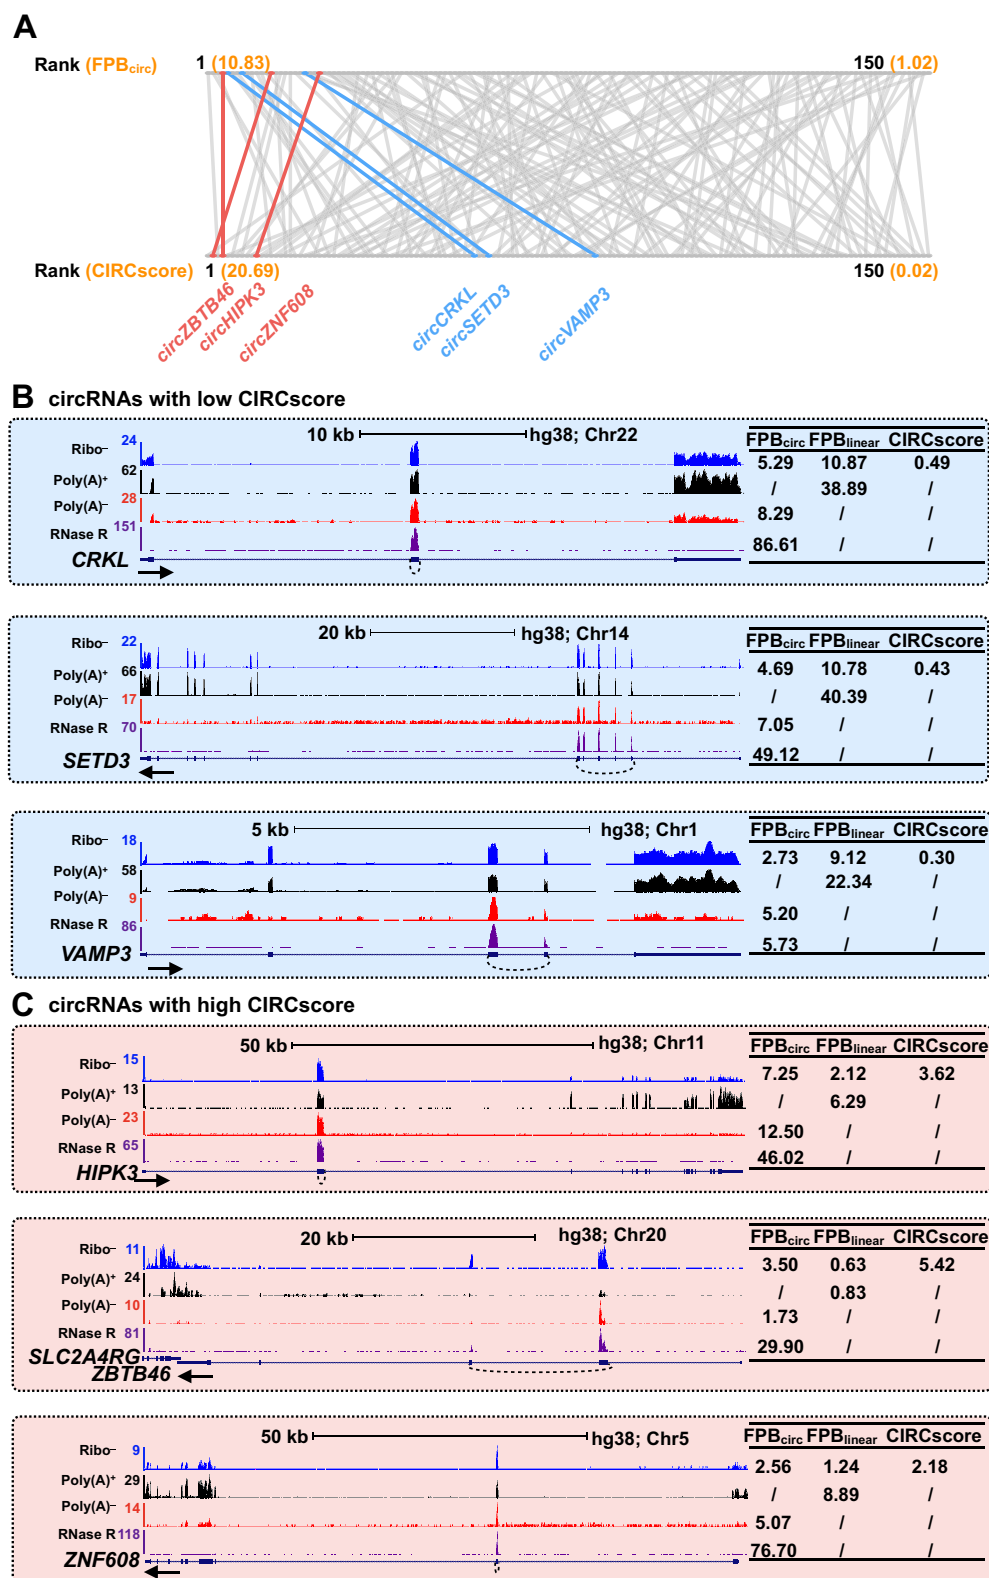 A
Rank (FPBcirc) 1 (10.83) 150 (1.02)
Rank (CIRCscore) 1 (20.69) 150 (0.02)
circZBTB46 circHIPK3 circZNF608 circCRKL circSETD3 circVAMP3
B circRNAs with low CIRCscore
10 kb hg38; Chr22
FPBcirc FPBlinear CIRCscore
Ribo– 24 5.29 10.87 0.49
Poly(A)+ 62 / 38.89 /
Poly(A)– 28 8.29 / /
RNase R 151 86.61 / /
CRKL
20 kb hg38; Chr14
FPBcirc FPBlinear CIRCscore
Ribo– 22 4.69 10.78 0.43
Poly(A)+ 66 / 40.39 /
Poly(A)– 17 7.05 / /
RNase R 70 49.12 / /
SETD3
5 kb hg38; Chr1
FPBcirc FPBlinear CIRCscore
Ribo– 18 2.73 9.12 0.30
Poly(A)+ 58 / 22.34 /
Poly(A)– 9 5.20 / /
RNase R 86 5.73 / /
VAMP3
C circRNAs with high CIRCscore
50 kb hg38; Chr11
FPBcirc FPBlinear CIRCscore
Ribo– 15 7.25 2.12 3.62
Poly(A)+ 13 / 6.29 /
Poly(A)– 23 12.50 / /
RNase R 65 46.02 / /
HIPK3
20 kb hg38; Chr20
FPBcirc FPBlinear CIRCscore
Ribo– 11 3.50 0.63 5.42
Poly(A)+ 24 / 0.83 /
Poly(A)– 10 1.73 / /
RNase R 81 29.90 / /
SLC2A4RG
ZBTB46
50 kb hg38; Chr5
FPBcirc FPBlinear CIRCscore
Ribo– 9 2.56 1.24 2.18
Poly(A)+ 29 / 8.89 /
Poly(A)– 14 5.07 / /
RNase R 118 76.70 / /
ZNF608